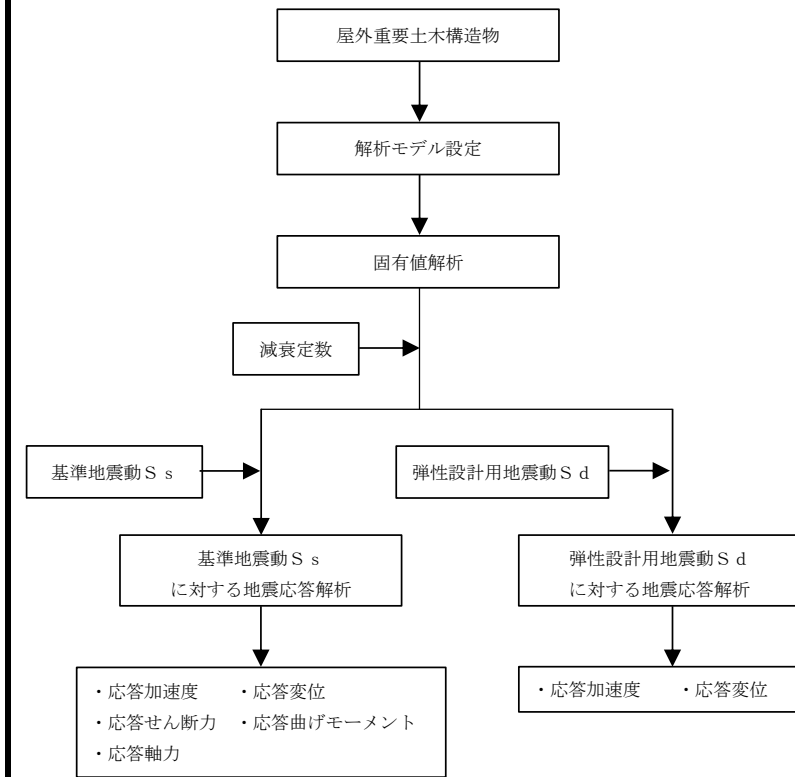 屋外重要土木構造物
解析モデル設定
固有値解析
減衰定数
基準地震動Ss
弾性設計用地震動Sd
基準地震動Ss
に対する地震応答解析
弾性設計用地震動Sd
に対する地震応答解析
・応答加速度 ・応答変位
・応答せん断力 ・応答曲げモーメント
・応答軸力
・応答加速度 ・応答変位